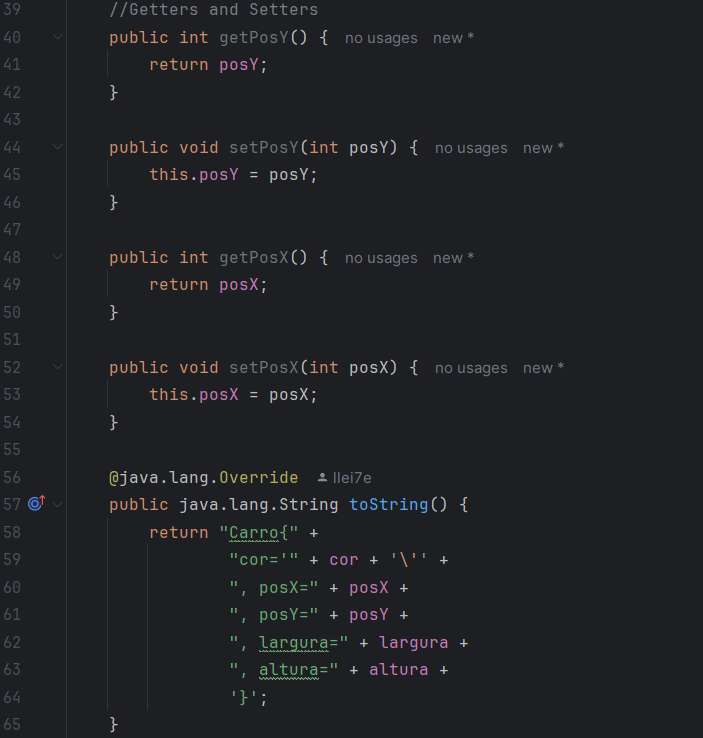 39 //Getters and Setters
40 public int getPosY() { no usages new *
41 return posY;
42 }
43
44 public void setPosY(int posY) { no usages new *
45 this.posY = posY;
46 }
47
48 public int getPosX() { no usages new *
49 return posX;
50 }
51
52 public void setPosX(int posX) { no usages new *
53 this.posX = posX;
54 }
55
56 @java.lang.Override llei7e
57 public java.lang.String toString() {
58 return "Carro{" +
59 "cor='" + cor + '\'' +
60 ", posX=" + posX +
61 ", posY=" + posY +
62 ", largura=" + largura +
63 ", altura=" + altura +
64 '}';
65 }